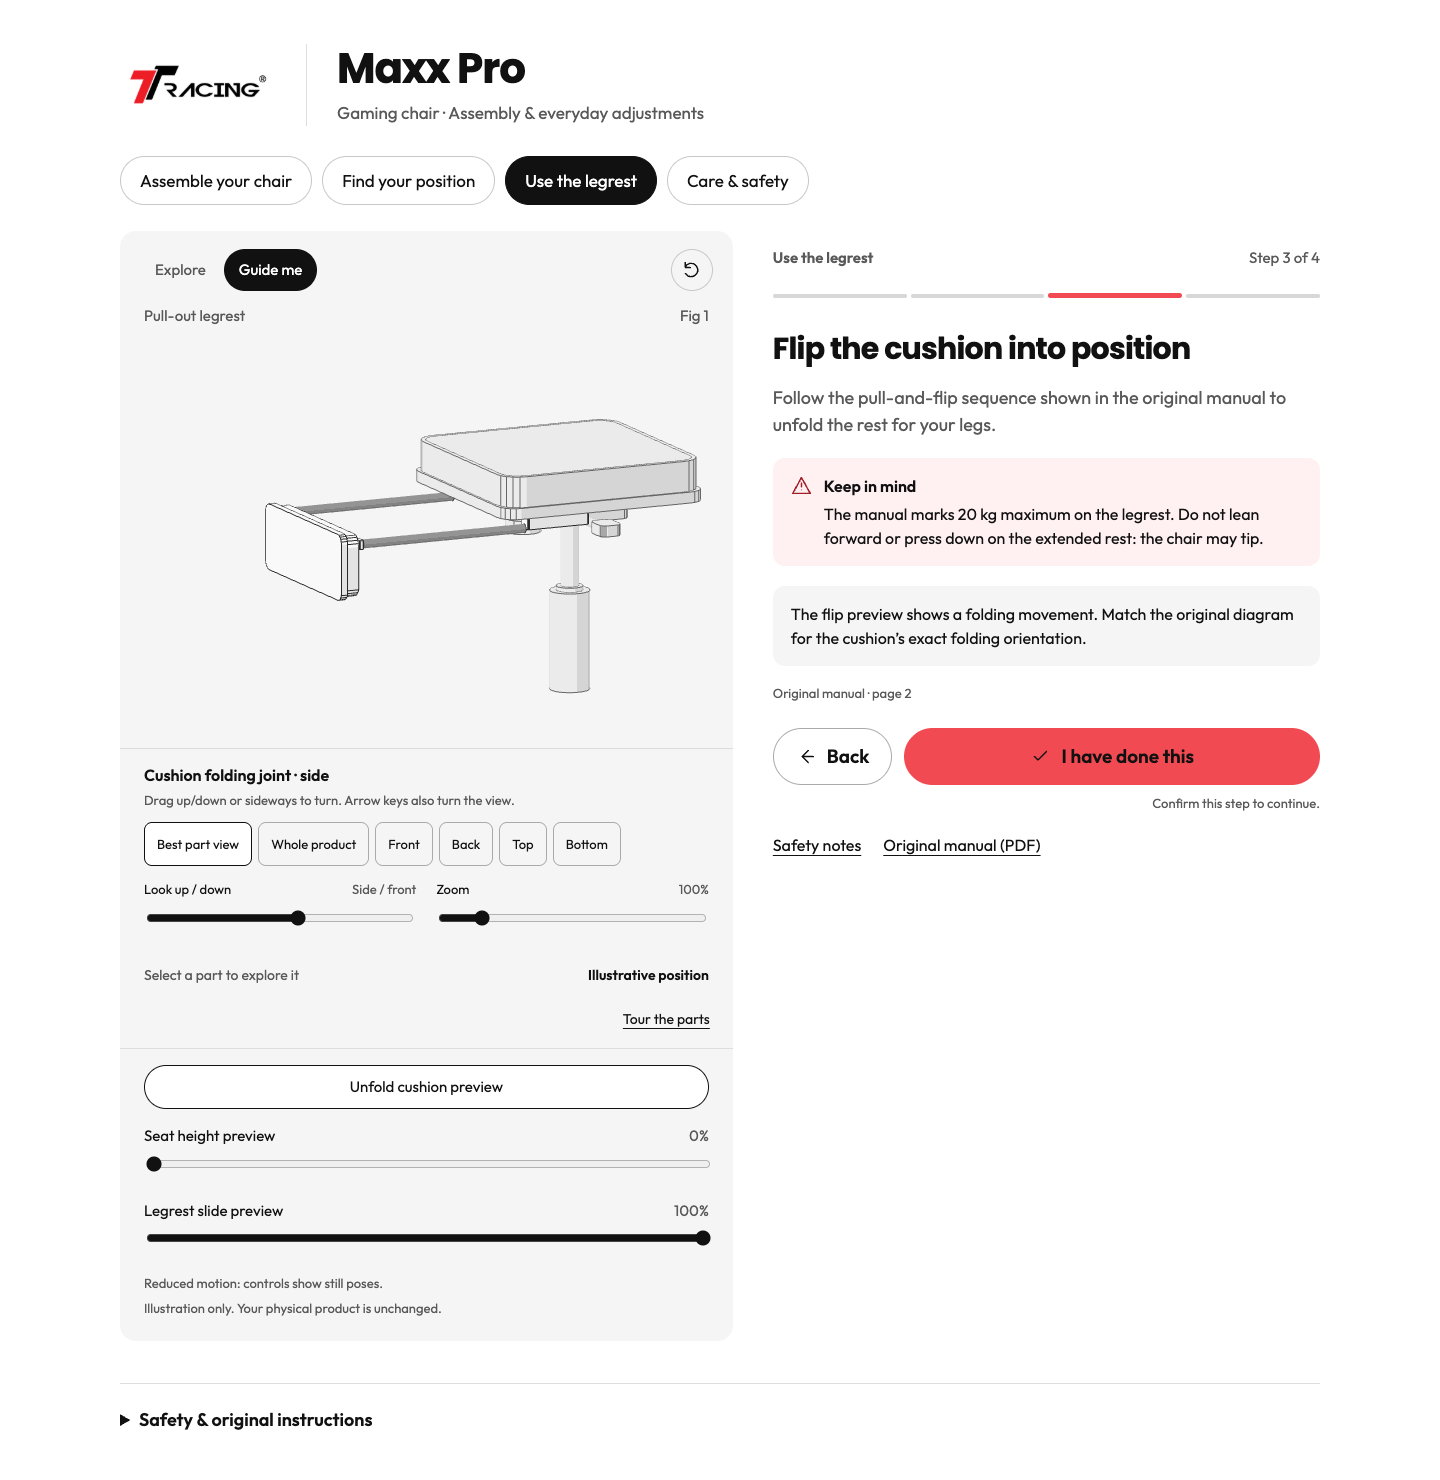 TTRACING®
Maxx Pro
Gaming chair · Assembly & everyday adjustments
Assemble your chair
Find your position
Use the legrest
Care & safety
Explore
Guide me
Pull-out legrest
Fig 1
Cushion folding joint · side
Drag up/down or sideways to turn. Arrow keys also turn the view.
Best part view
Whole product
Front
Back
Top
Bottom
Look up / down
Side / front
Zoom
100%
Select a part to explore it
Illustrative position
Tour the parts
Unfold cushion preview
Seat height preview
0%
Legrest slide preview
100%
Reduced motion: controls show still poses.
Illustration only. Your physical product is unchanged.
Use the legrest
Step 3 of 4
Flip the cushion into position
Follow the pull-and-flip sequence shown in the original manual to
unfold the rest for your legs.
Keep in mind
The manual marks 20 kg maximum on the legrest. Do not lean
forward or press down on the extended rest: the chair may tip.
The flip preview shows a folding movement. Match the original diagram
for the cushion’s exact folding orientation.
Original manual · page 2
Back
I have done this
Confirm this step to continue.
Safety notes
Original manual (PDF)
Safety & original instructions